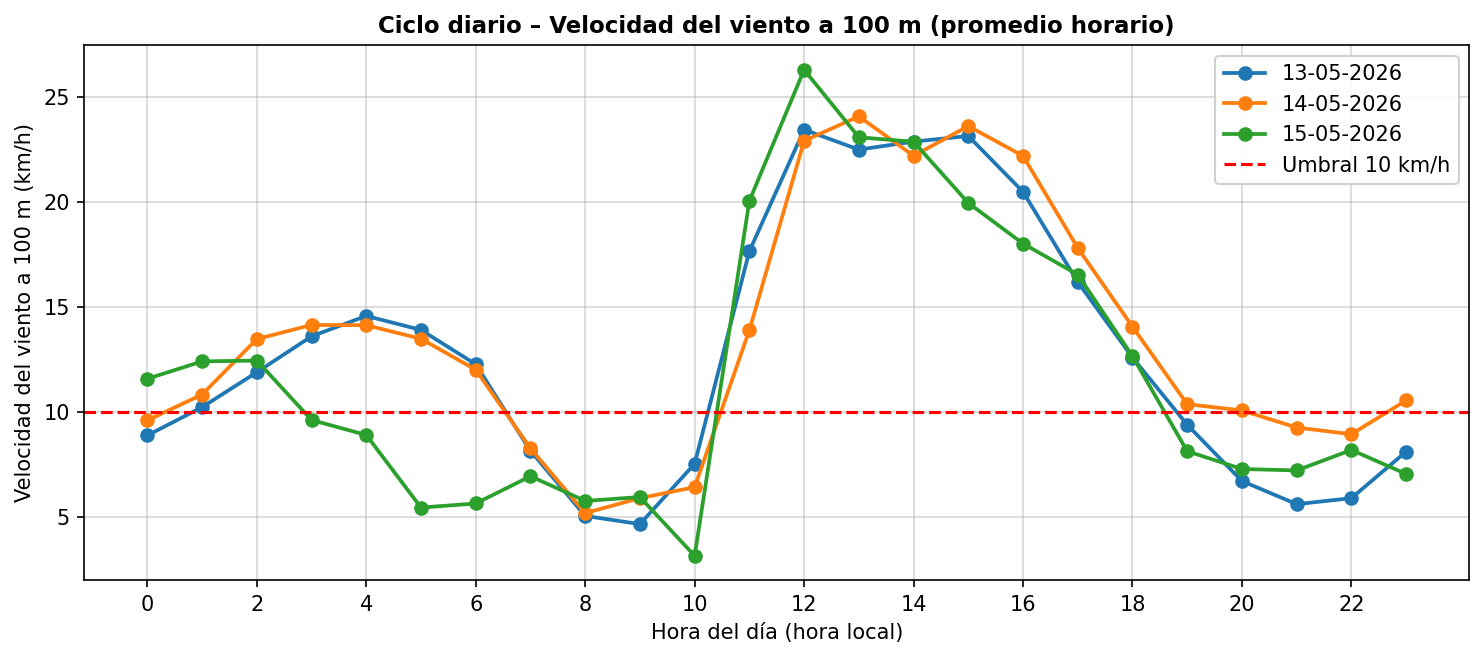 Ciclo diario – Velocidad del viento a 100 m (promedio horario)
Velocidad del viento a 100 m (km/h)
25
20
15
10
5
13-05-2026
14-05-2026
15-05-2026
Umbral 10 km/h
0 2 4 6 8 10 12 14 16 18 20 22
Hora del día (hora local)